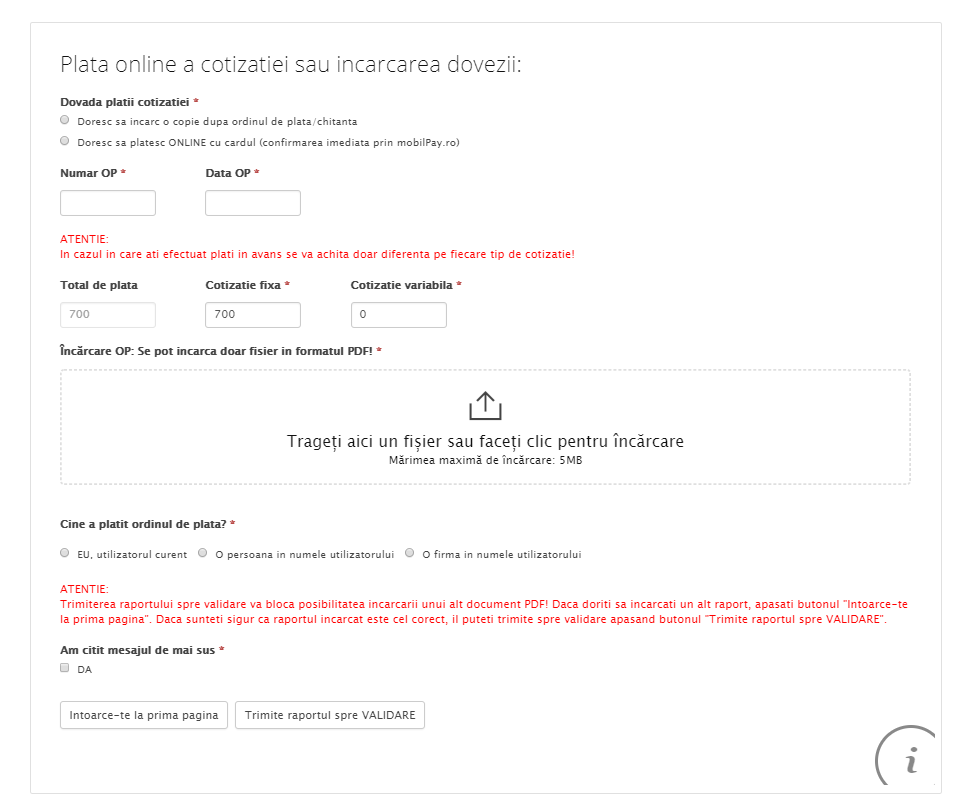 Plata online a cotizatiei sau incarcarea dovezii:
Dovada platii cotizatiei *
Doresc sa incarc o copie dupa ordinul de plata/chitanta
Doresc sa platesc ONLINE cu cardul (confirmarea imediata prin mobilPay.ro)
Numar OP * Data OP *
ATENTIE:
In cazul in care ati efectuat plati in avans se va achita doar diferenta pe fiecare tip de cotizatie!
Total de plata Cotizatie fixa * Cotizatie variabila *
700 700 0
Încărcare OP: Se pot incarca doar fisier in formatul PDF! *
Trageți aici un fișier sau faceți clic pentru încărcare
Mărimea maximă de încărcare: 5MB
Cine a platit ordinul de plata? *
EU, utilizatorul curent O persoana in numele utilizatorului O firma in numele utilizatorului
ATENTIE:
Trimiterea raportului spre validare va bloca posibilitatea incarcarii unui alt document PDF! Daca doriti sa incarcati un alt raport, apasati butonul "Intoarce-te
la prima pagina". Daca sunteti sigur ca raportul incarcat este cel corect, il puteti trimite spre validare apasand butonul "Trimite raportul spre VALIDARE".
Am citit mesajul de mai sus *
DA
Intoarce-te la prima pagina Trimite raportul spre VALIDARE
i